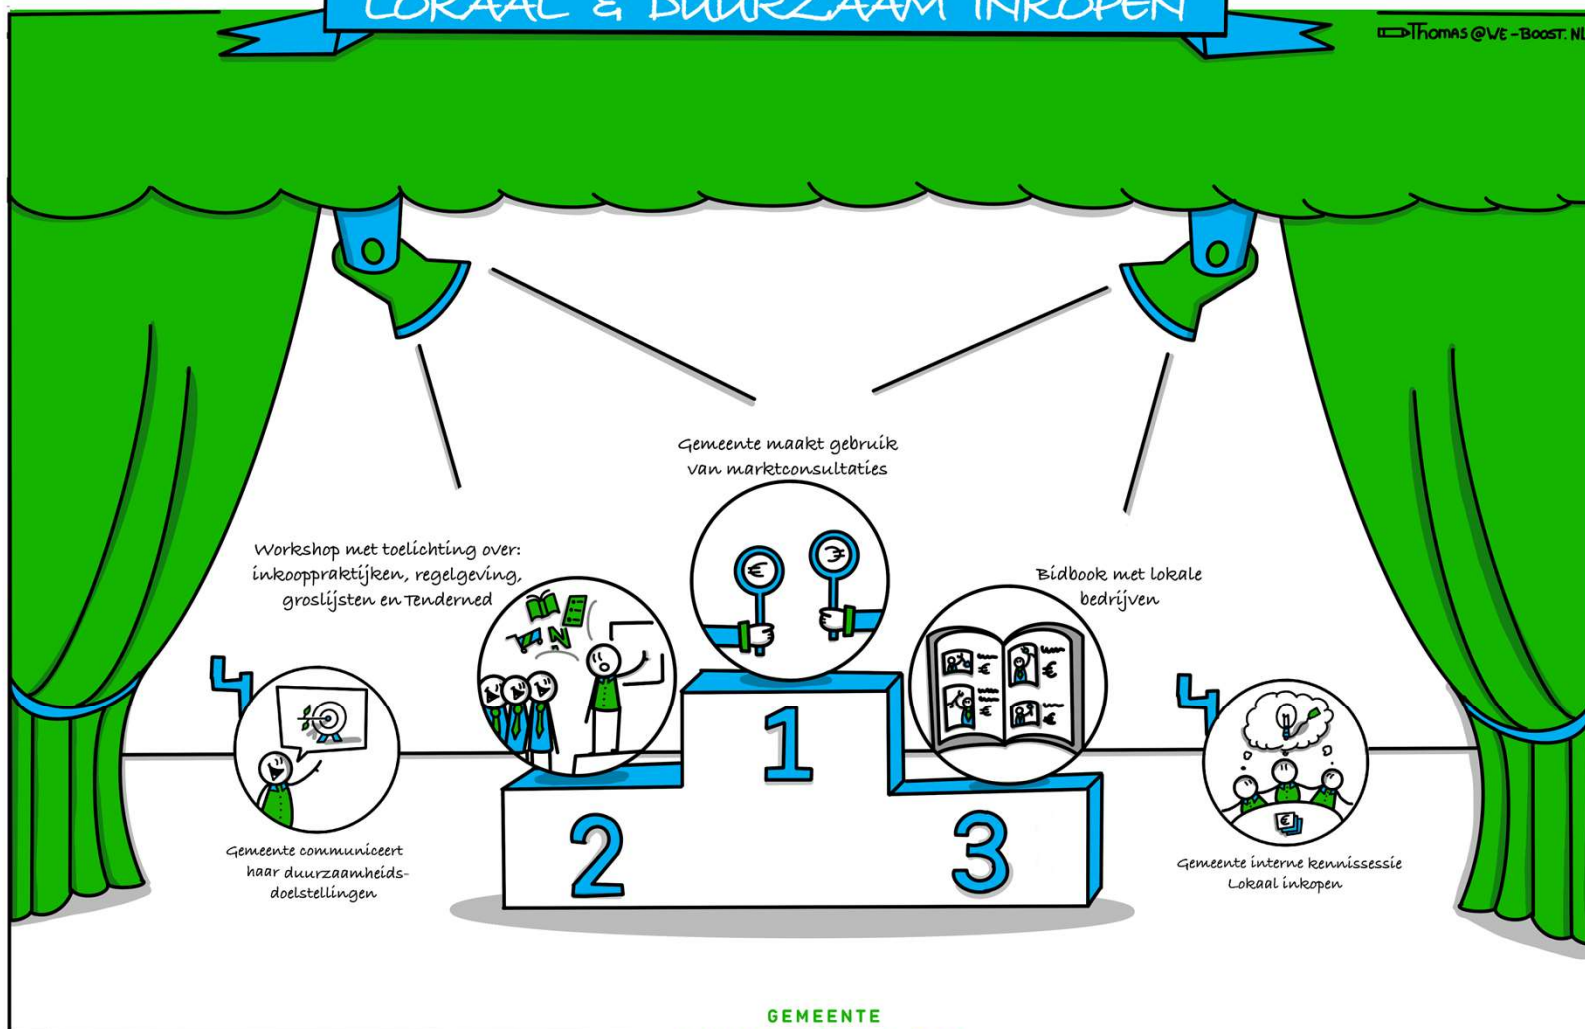 LOKAAL & DUURZAAM INKOPEN
Thomas@WE-BOOST.NL
Gemeente maakt gebruik
van marktconsultaties
Workshop met toelichting over:
inkooppraktijken, regelgeving,
groslijsten en Tenderned
Bidbook met lokale
bedrijven
€
€
N
€
€
€
€
4
4
1
2
3
€
Gemeente communiceert
haar duurzaamheids-
doelstellingen
Gemeente interne kennissessie
Lokaal inkopen
GEMEENTE